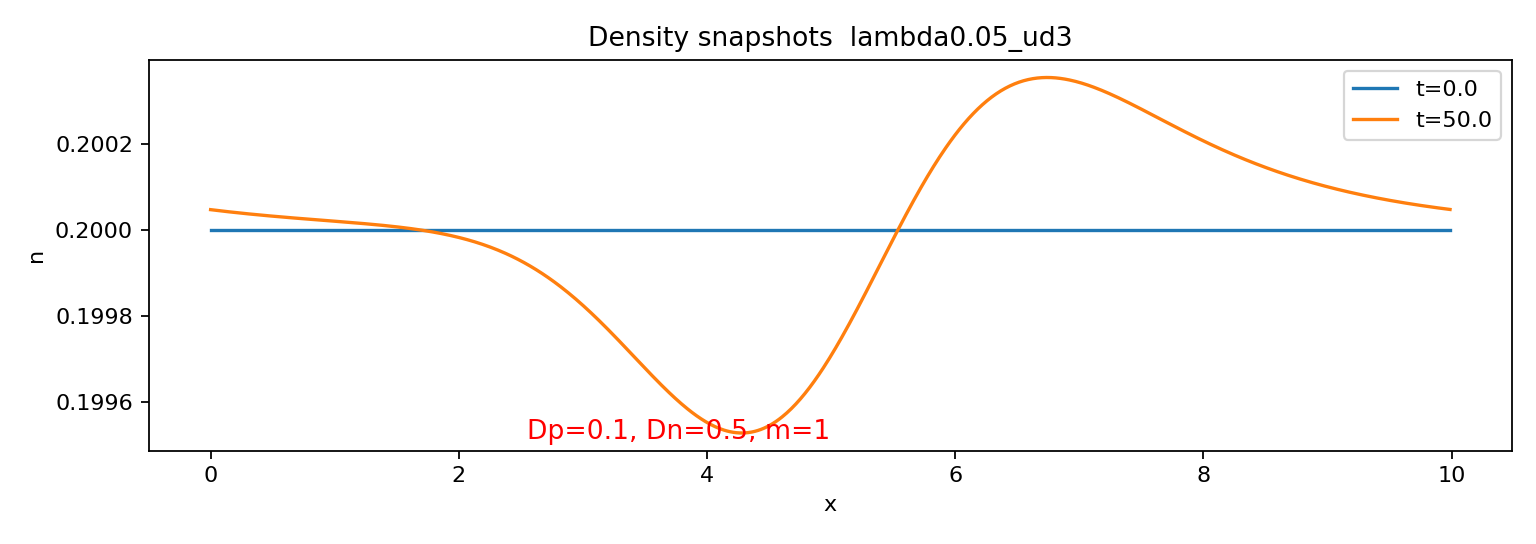 Density snapshots  lambda0.05_ud3
t=0.0
t=50.0
0.2002
0.2000
0.1998
0.1996
n
Dp=0.1, Dn=0.5, m=1
0 2 4 6 8 10
x